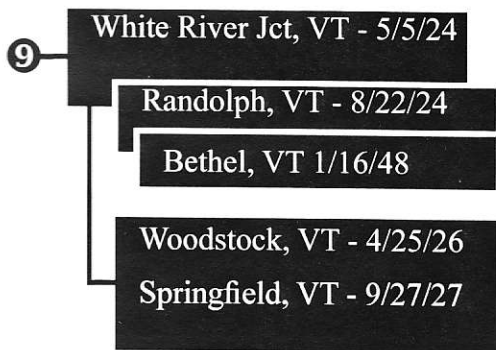 White River Jct, VT - 5/5/24
9
Randolph, VT - 8/22/24
Bethel, VT 1/16/48
Woodstock, VT - 4/25/26
Springfield, VT - 9/27/27